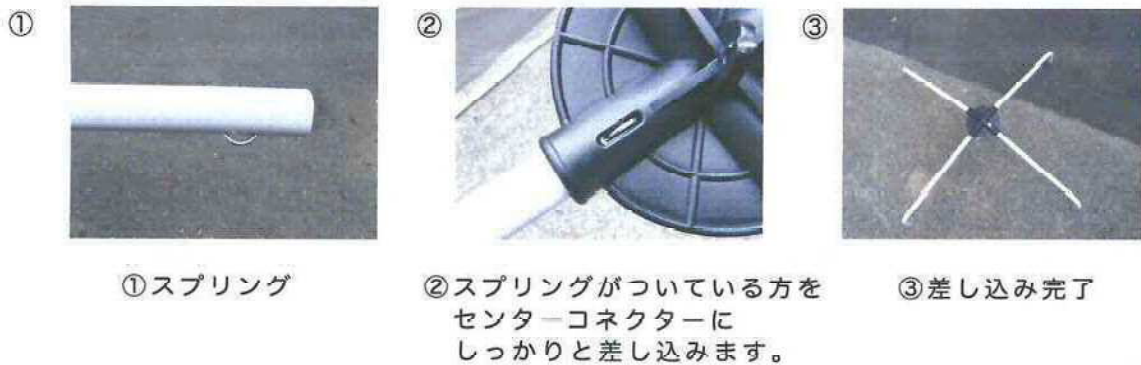 ①
②
③
①スプリング
②スプリングがついている方を
センターコネクターに
しっかりと差し込みます。
③差し込み完了